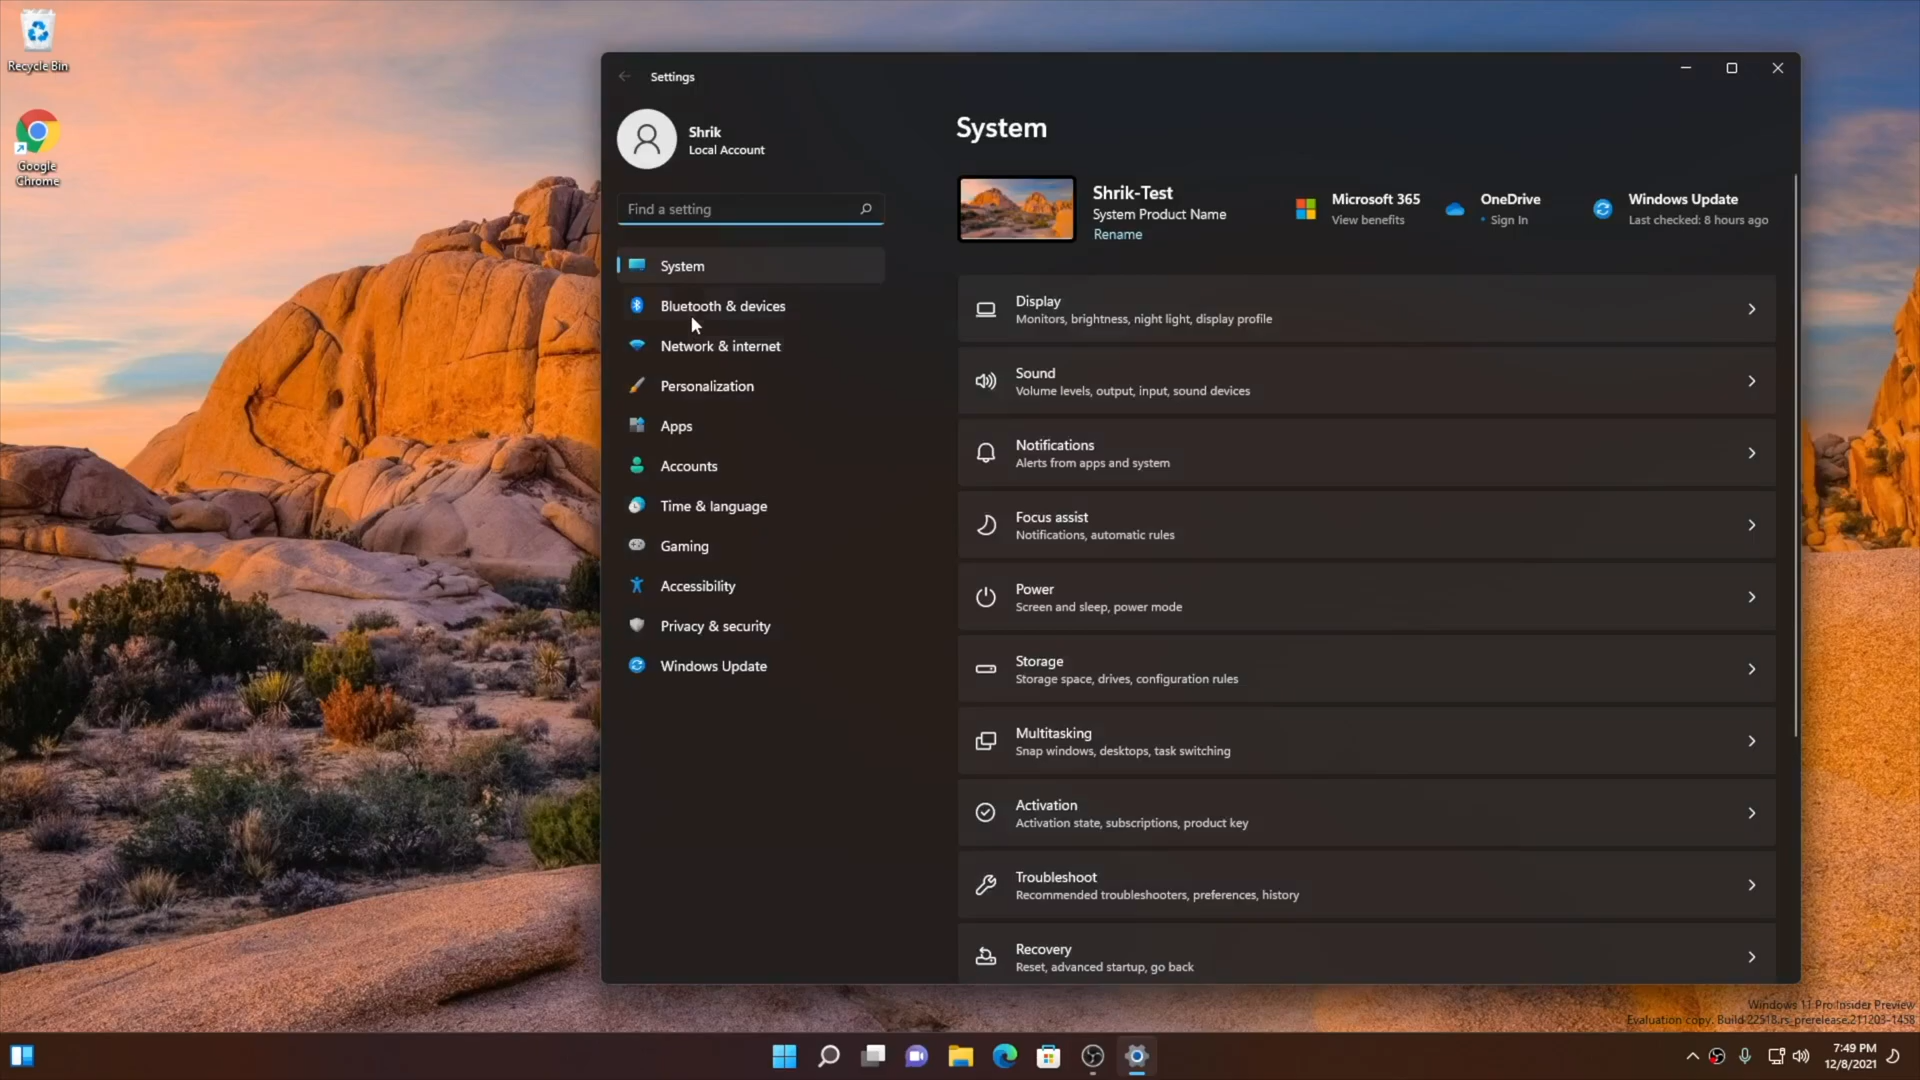 Recycle Bin
Google
Chrome
Settings
Shrik
Local Account
Find a setting
System
Bluetooth & devices
Network & internet
Personalization
Apps
Accounts
Time & language
Gaming
Accessibility
Privacy & security
Windows Update
System
Shrik-Test
System Product Name
Rename
Microsoft 365
View benefits
OneDrive
• Sign In
Windows Update
Last checked: 8 hours ago
Display
Monitors, brightness, night light, display profile
Sound
Volume levels, output, input, sound devices
Notifications
Alerts from apps and system
Focus assist
Notifications, automatic rules
Power
Screen and sleep, power mode
Storage
Storage space, drives, configuration rules
Multitasking
Snap windows, desktops, task switching
Activation
Activation state, subscriptions, product key
Troubleshoot
Recommended troubleshooters, preferences, history
Recovery
Reset, advanced startup, go back
Windows 11 Pro Insider Preview
Evaluation copy. Build 22518.rs_prerelease.211203-1458
7:49 PM
12/8/2021